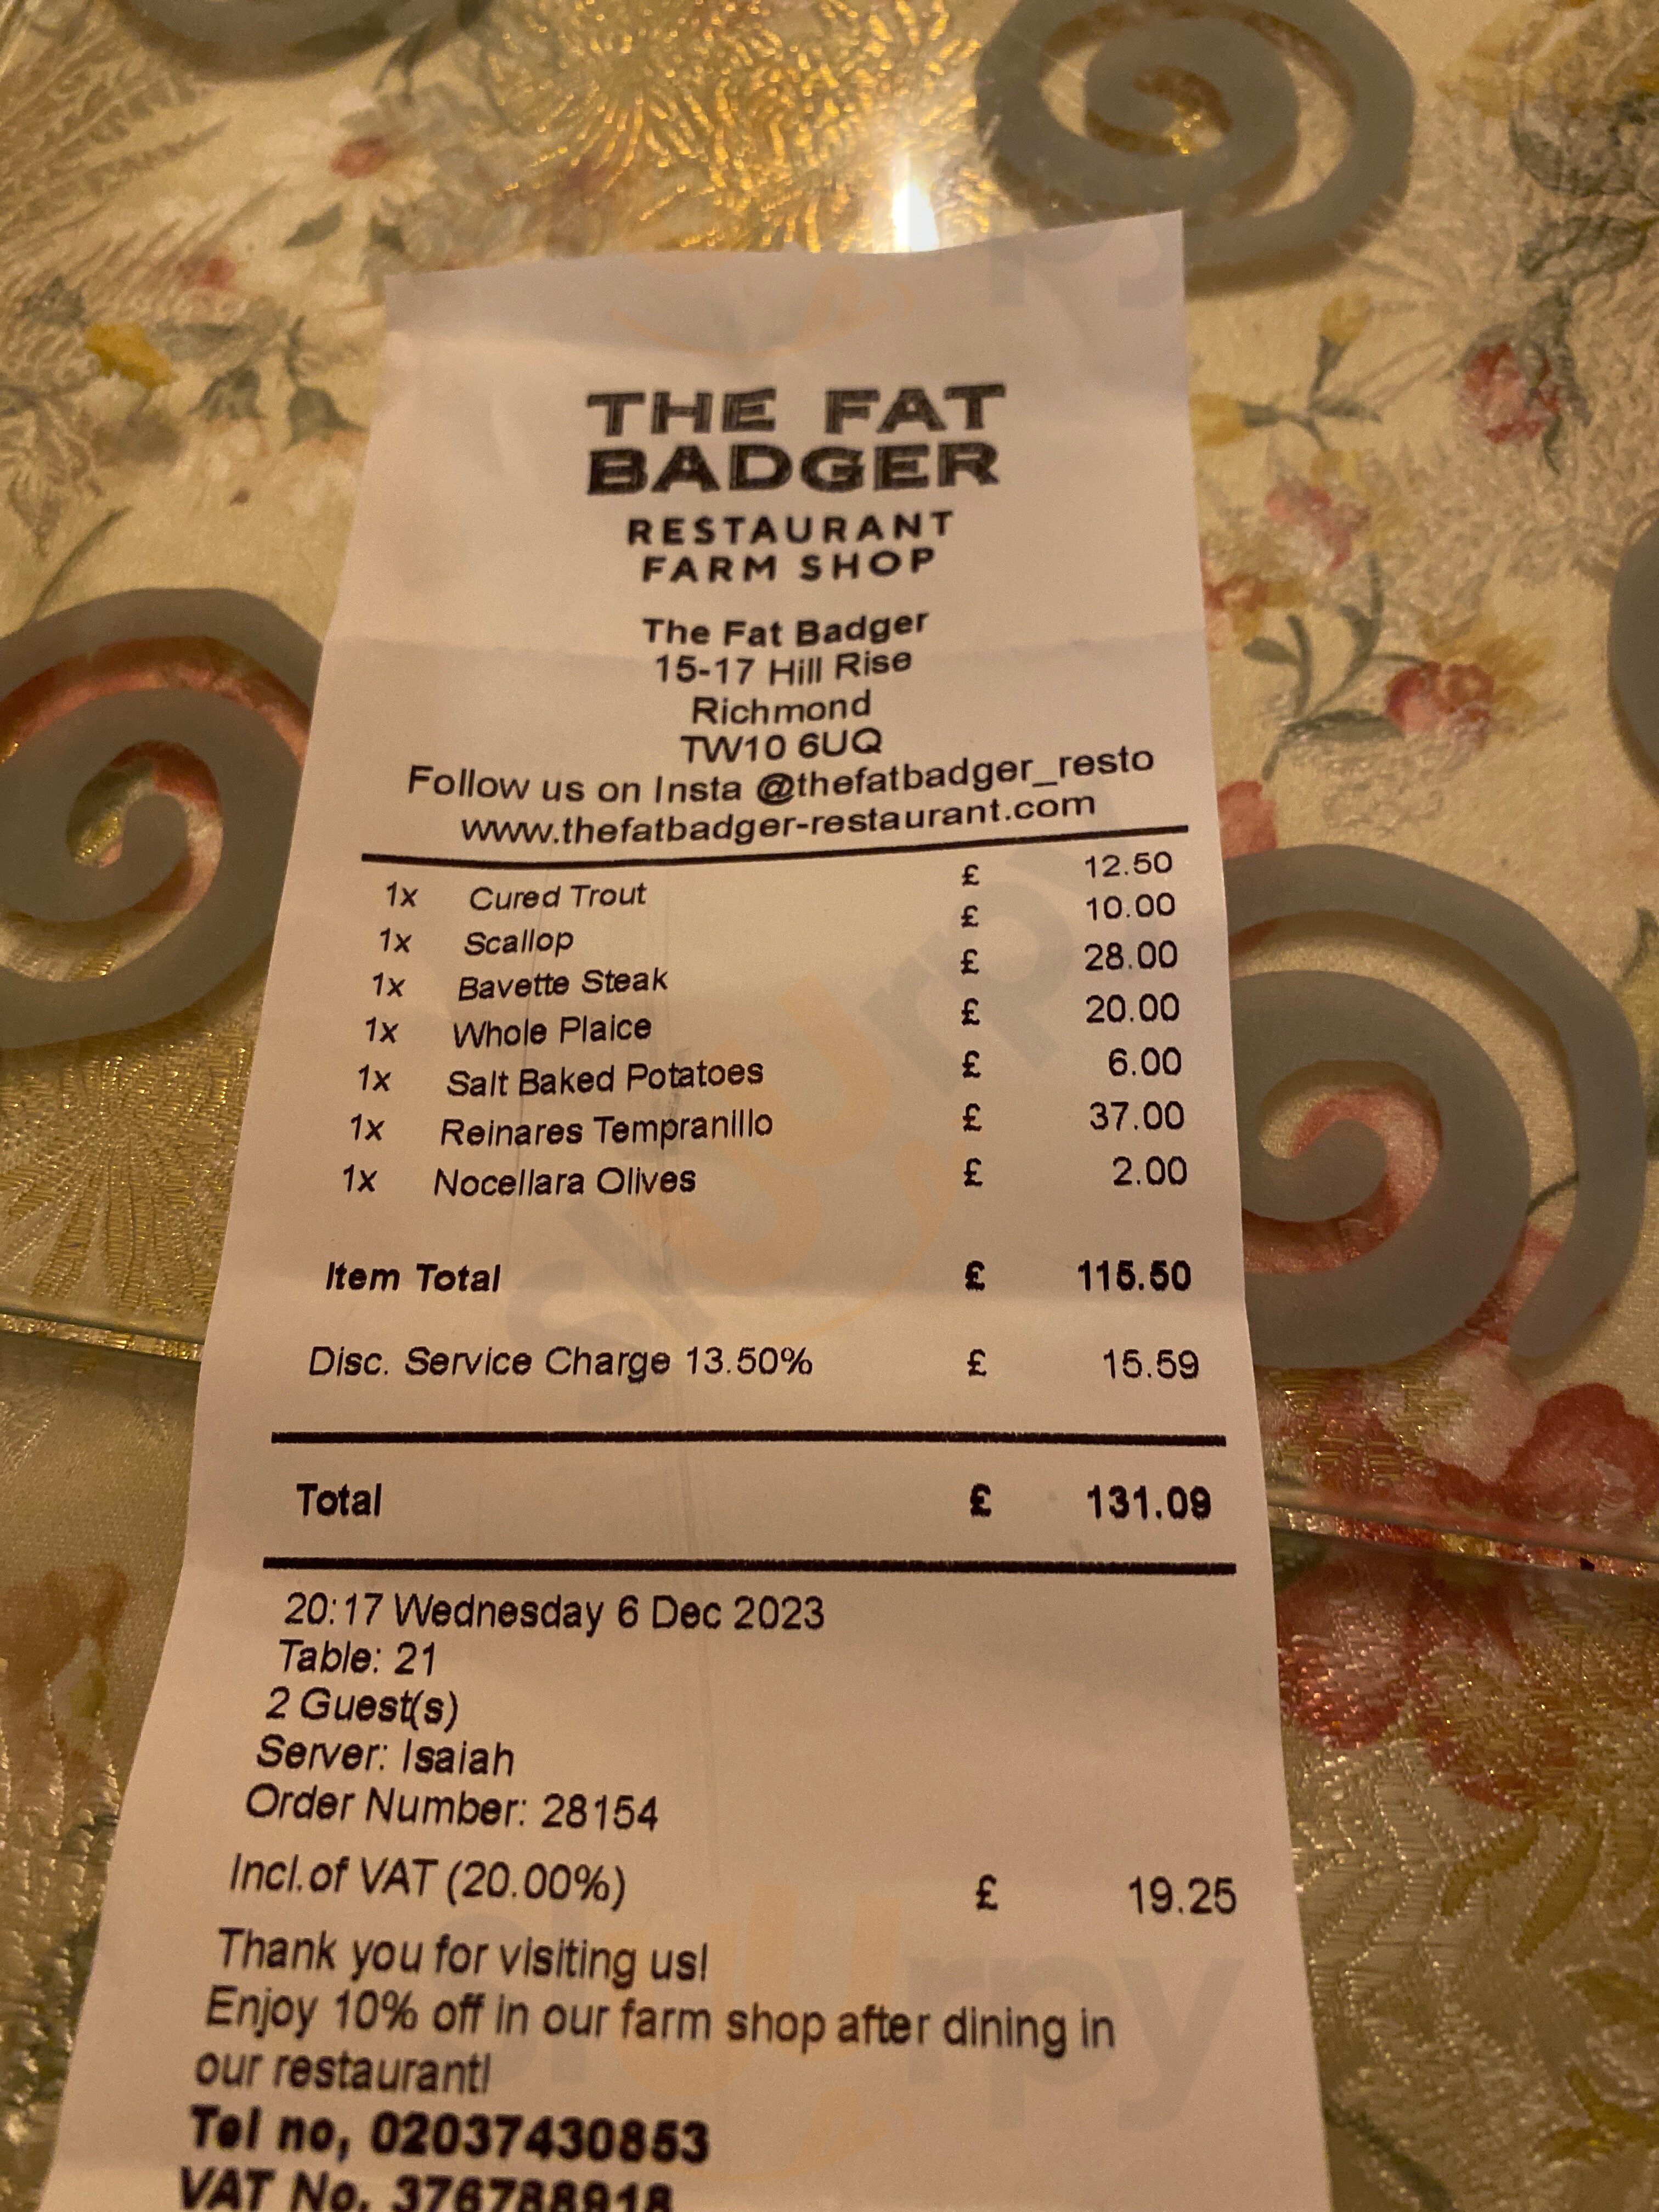 THE FAT
BADGER
RESTAURANT
FARM SHOP
The Fat Badger
15-17 Hill Rise
Richmond
TW10 6UQ
Follow us on Insta @thefatbadger_resto
www.thefatbadger-restaurant.com
1x Cured Trout £ 12.50
1x Scallop £ 10.00
1x Bavette Steak £ 28.00
1x Whole Plaice £ 20.00
1x Salt Baked Potatoes £ 6.00
1x Reinares Tempranillo £ 37.00
1x Nocellara Olives £ 2.00
Item Total £ 115.50
Disc. Service Charge 13.50% £ 15.59
Total £ 131.09
20:17 Wednesday 6 Dec 2023
Table: 21
2 Guest(s)
Server: Isaiah
Order Number: 28154
Incl.of VAT (20.00%) £ 19.25
Thank you for visiting us!
Enjoy 10% off in our farm shop after dining in
our restaurant!
Tel no, 02037430853
VAT No. 376788918
slurpy
slurpy